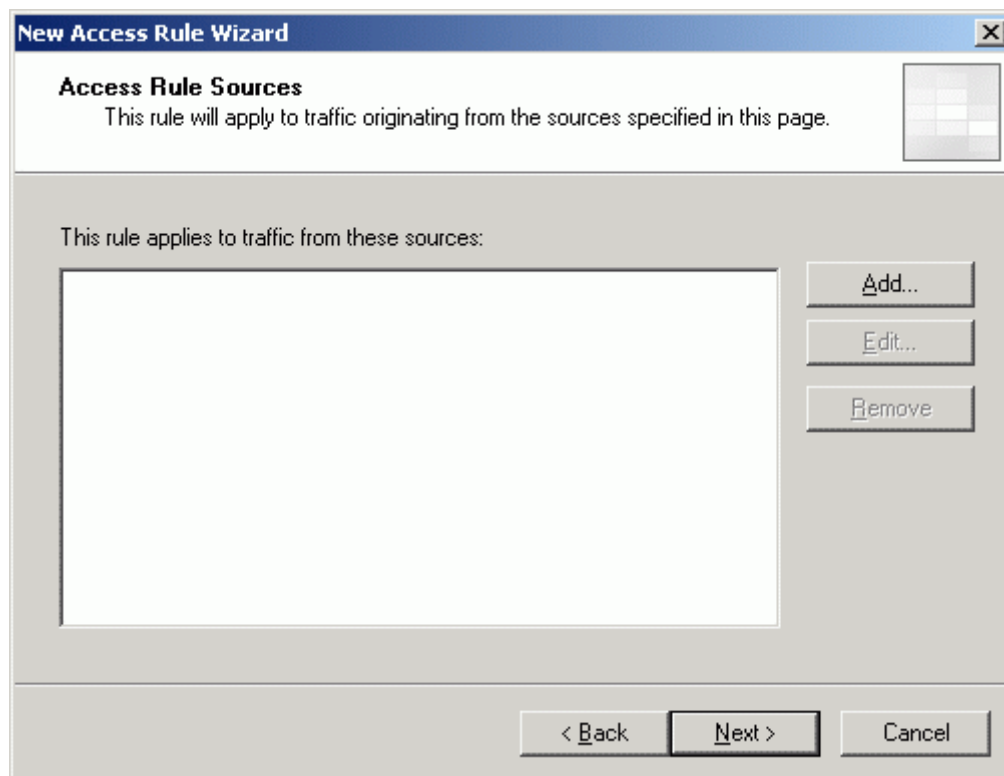 New Access Rule Wizard
Access Rule Sources
This rule will apply to traffic originating from the sources specified in this page.
This rule applies to traffic from these sources:
Add...
Edit...
Remove
< Back
Next >
Cancel